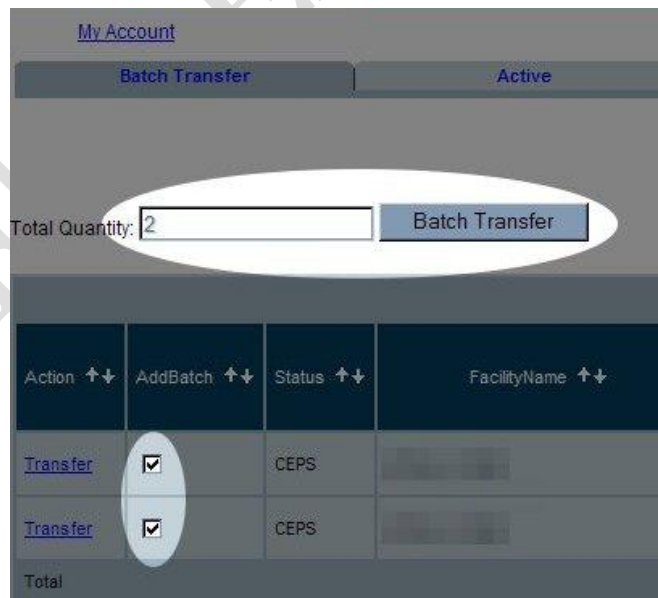 My Account
Batch Transfer Active
Total Quantity: 2 Batch Transfer
Action AddBatch Status FacilityName
Transfer CEPS
Transfer CEPS
Total